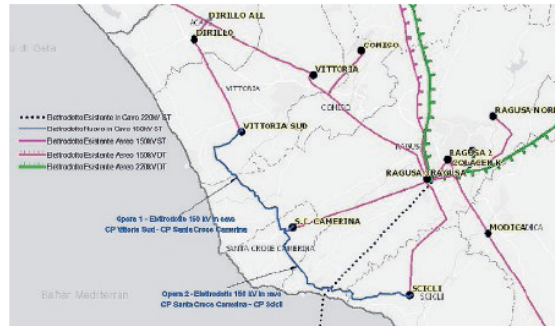 DIRILLO ALL
ACATE
DIRILLO
COMISO
VITTORIA
VITTORIA
COMISO
RAGUSA NORD
Elettrodotto Esistente in Cavo 220kV ST
Elettrodotto Nuovo in Cavo 150kV ST
Elettrodotto Esistente Aereo 150kV ST
Elettrodotto Esistente Aereo 150kV DT
Elettrodotto Esistente Aereo 220kV DT
VITTORIA SUD
RAGUSA
RAGUSA 2
RAGUSA
S.C. CAMERINA
Opera 1 - Elettrodotto 150 kV in cavo
CP Vittoria Sud - CP Santa Croce Camerina
MODICA
SANTA CROCE CAMERINA
Opera 2 - Elettrodotto 150 kV in cavo
CP Santa Croce Camerina - CP Scicli
SCICLI
SCICLI
Bahar Mediterran